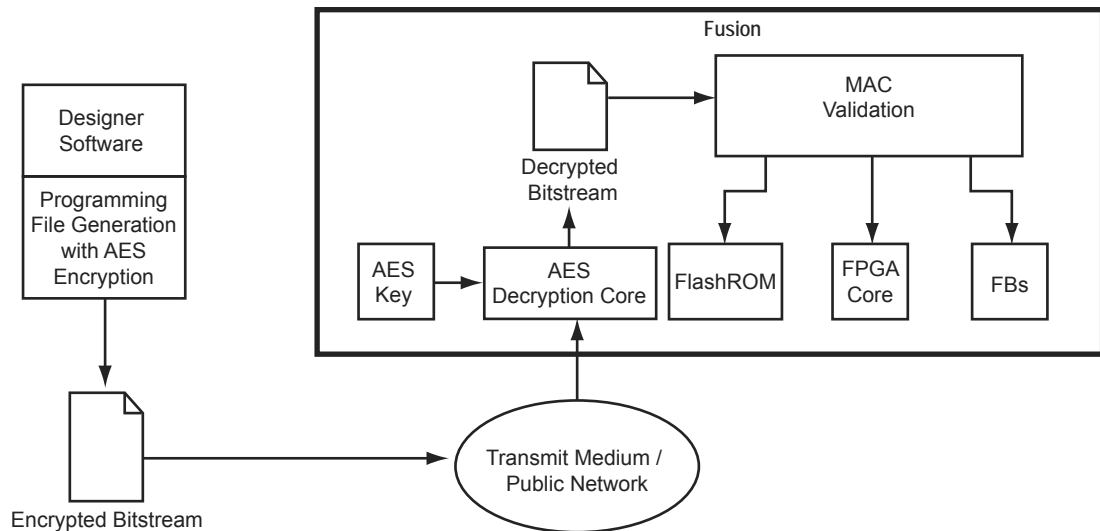 Fusion
Designer
Software
Programming
File Generation
with AES
Encryption
Encrypted Bitstream
Transmit Medium /
Public Network
AES
Key
AES
Decryption Core
Decrypted
Bitstream
MAC
Validation
FlashROM
FPGA
Core
FBs